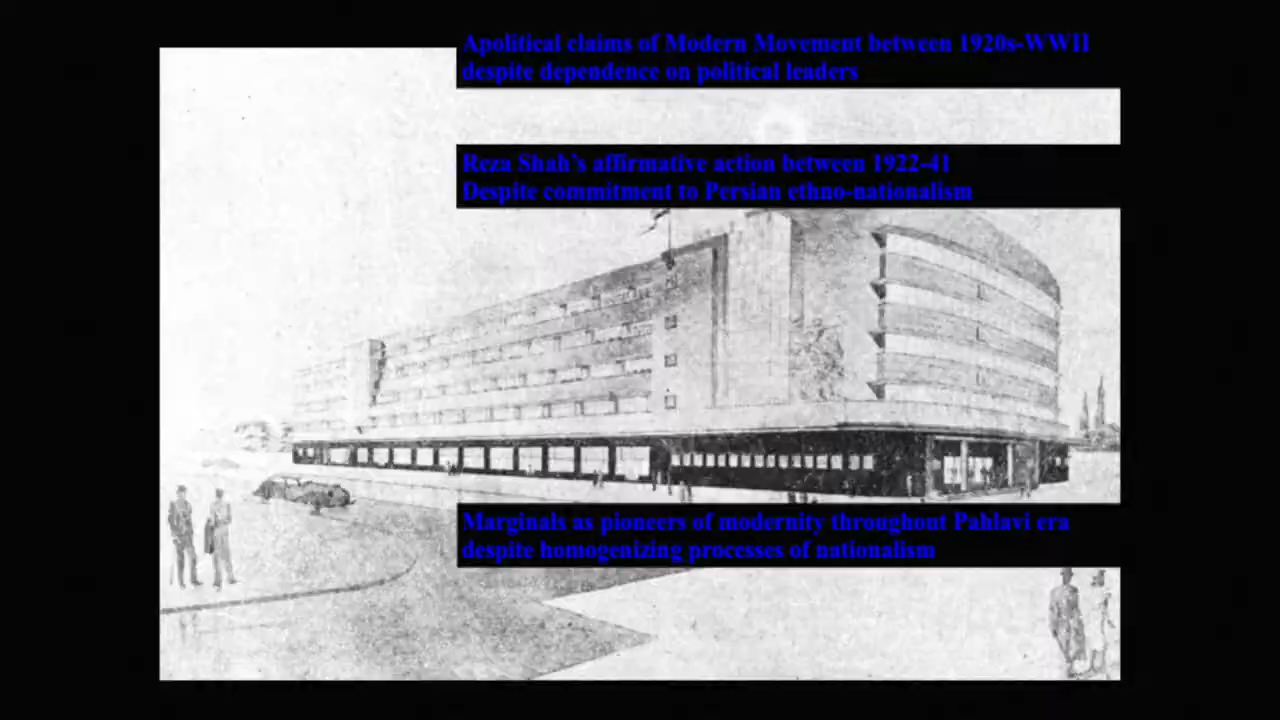 Apolitical claims of Modern Movement between 1920s-WWII
despite dependence on political leaders
Reza Shah's affirmative action between 1922-41
Despite commitment to Persian ethno-nationalism
Marginals as pioneers of modernity throughout Pahlavi era
despite homogenizing processes of nationalism